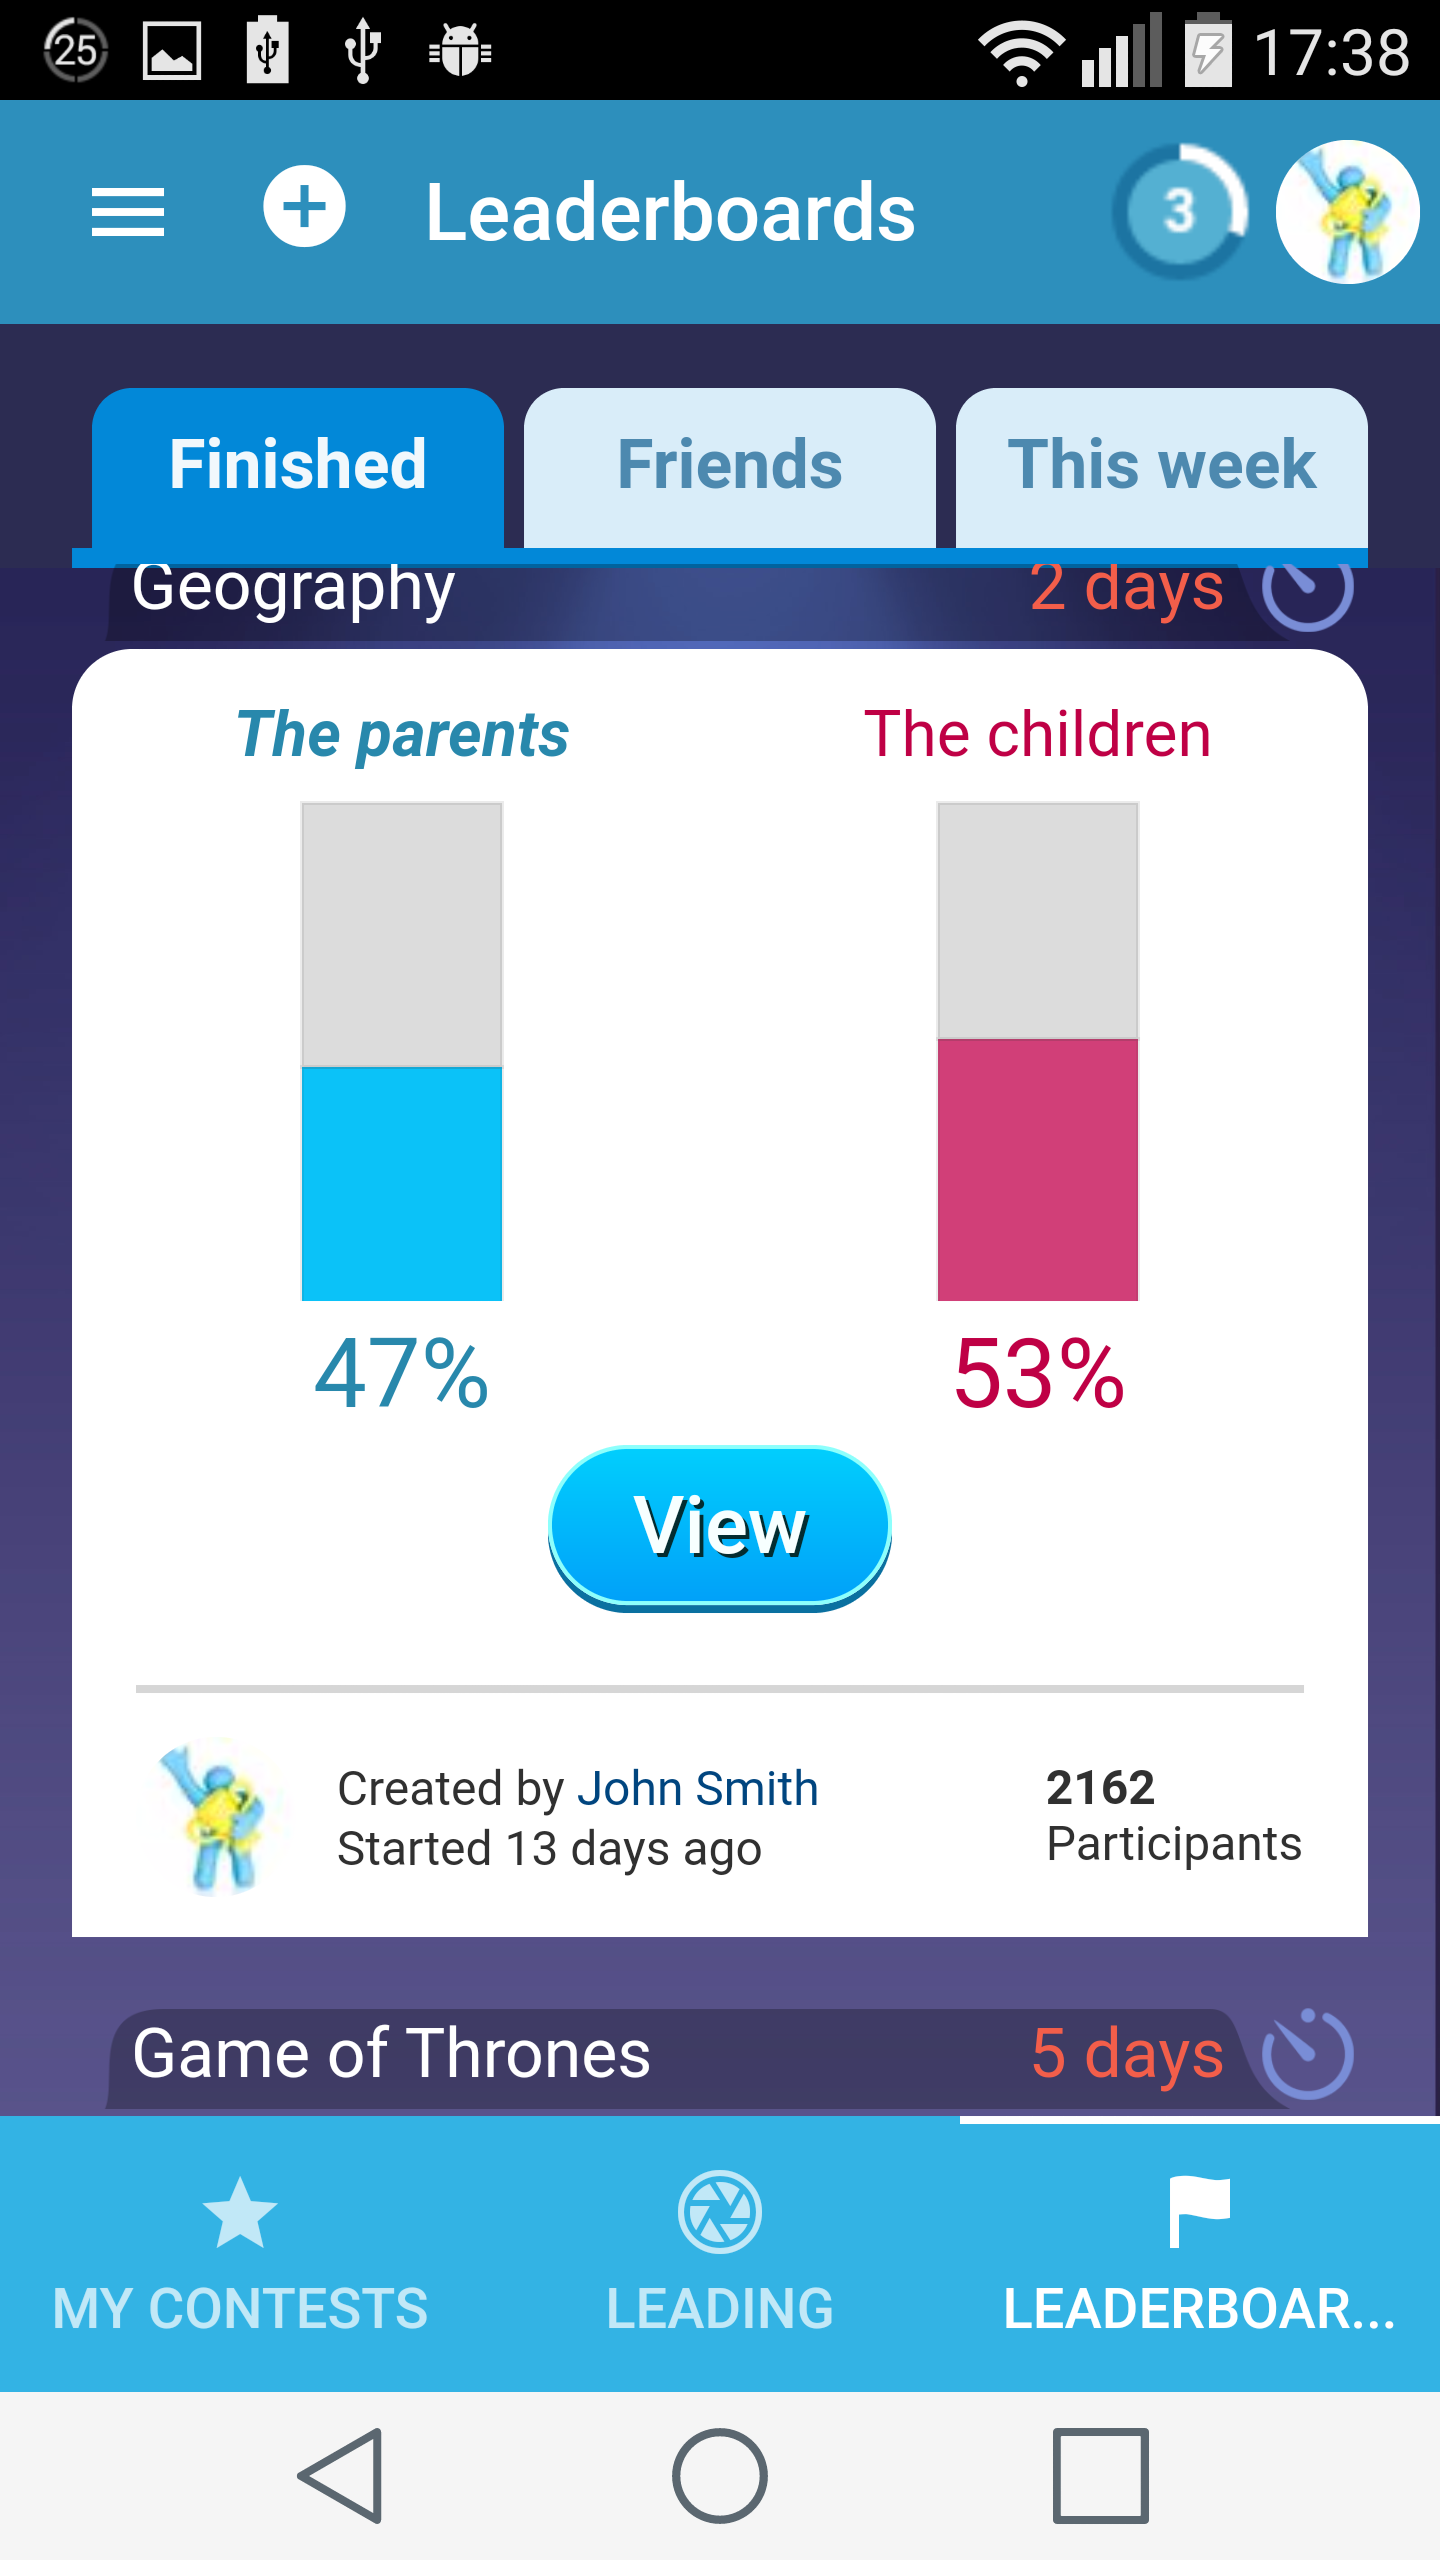 25
17:38
Leaderboards
3
Finished
Friends
This week
Geography
2 days
The parents
The children
47%
53%
View
Created by John Smith
Started 13 days ago
2162
Participants
Game of Thrones
5 days
MY CONTESTS
LEADING
LEADERBOAR...